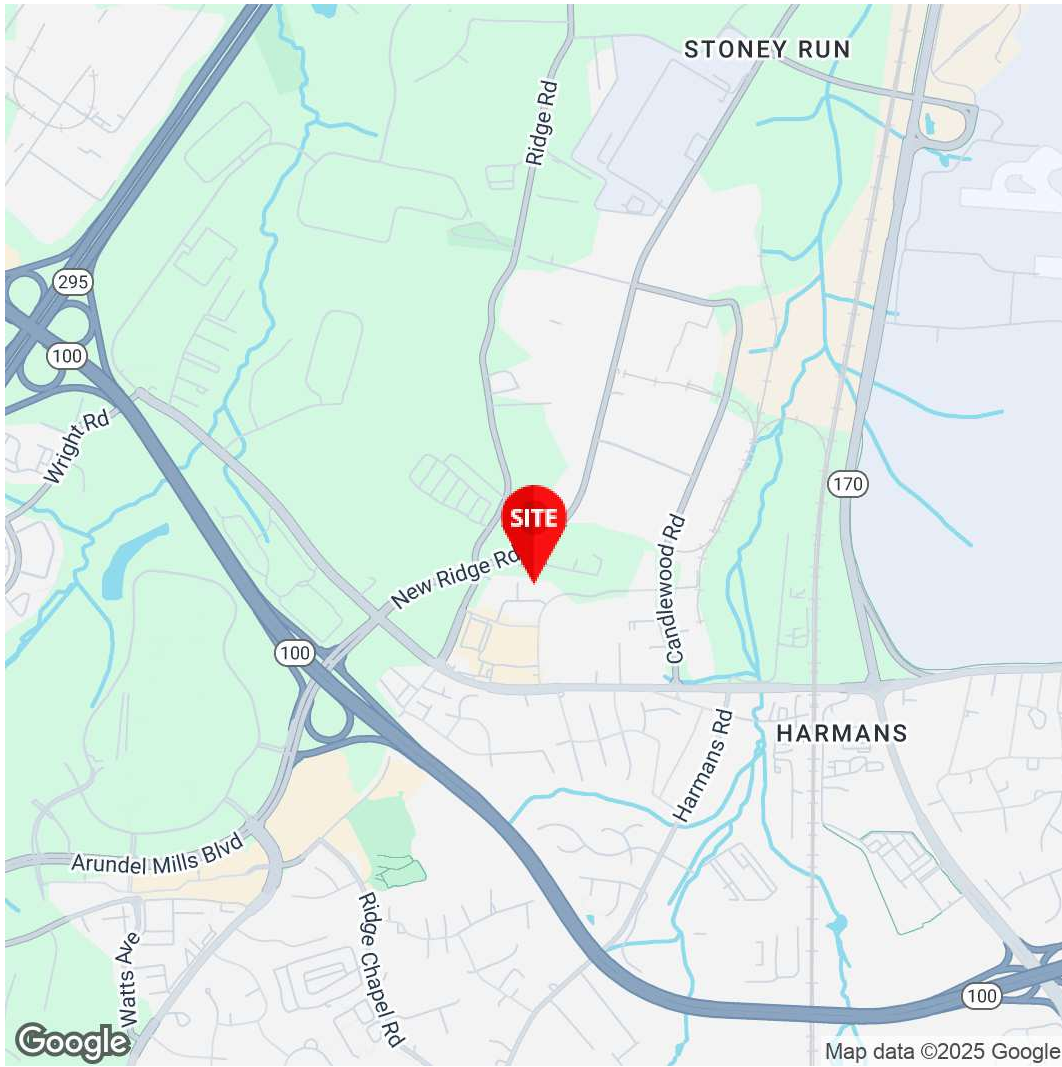 STONEY RUN
Ridge Rd
295
100
Wright Rd
170
SITE
New Ridge Rd
Candlewood Rd
100
HARMANS
Harmans Rd
Arundel Mills Blvd
Ridge Chapel Rd
Watts Ave
100
Google
Map data ©2025 Google